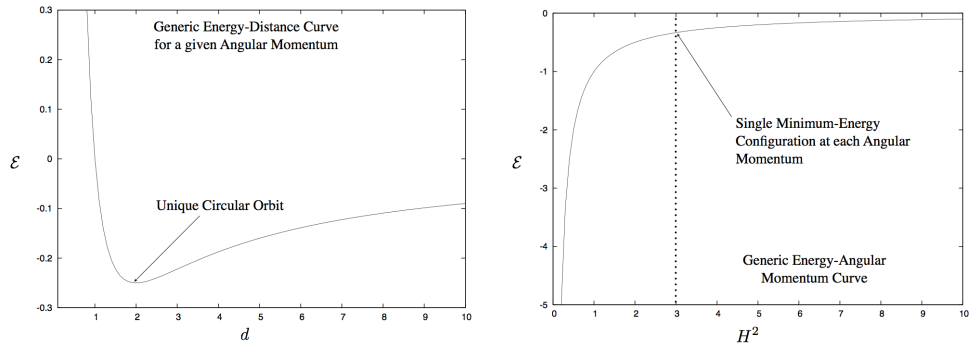 Generic Energy-Distance Curve
for a given Angular Momentum
0.3
0.2
0.1
0
-0.1
-0.2
-0.3
ℰ
Unique Circular Orbit
1 2 3 4 5 6 7 8 9 10
d
0
-1
-2
-3
-4
-5
ℰ
Single Minimum-Energy
Configuration at each Angular
Momentum
Generic Energy-Angular
Momentum Curve
0 1 2 3 4 5 6 7 8 9 10
H²